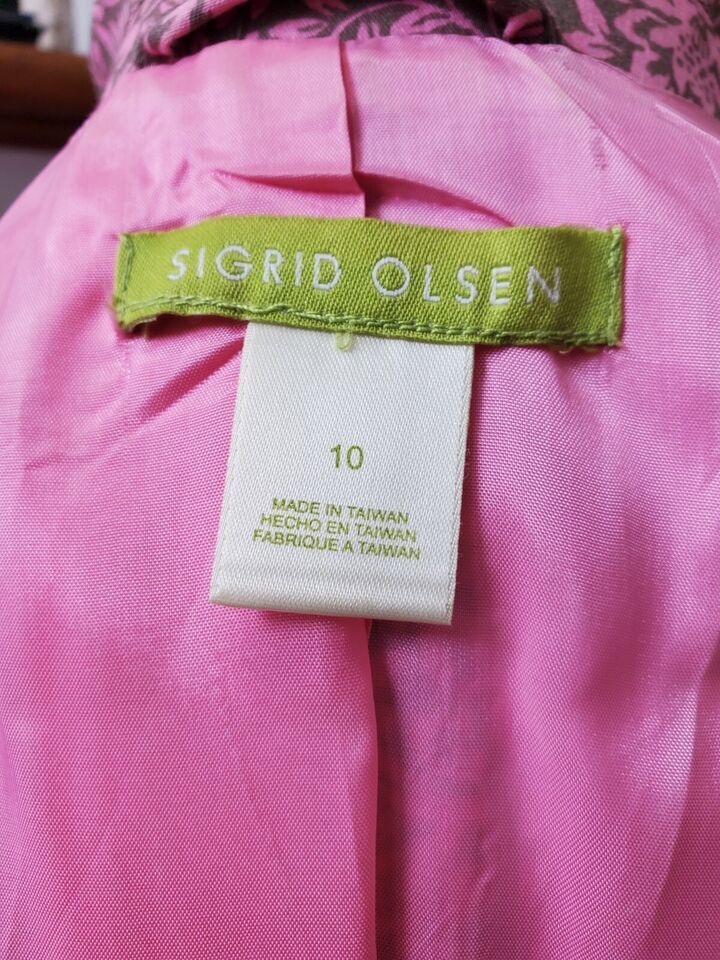 SIGRID OLSEN
10
MADE IN TAIWAN
HECHO EN TAIWAN
FABRIQUE A TAIWAN